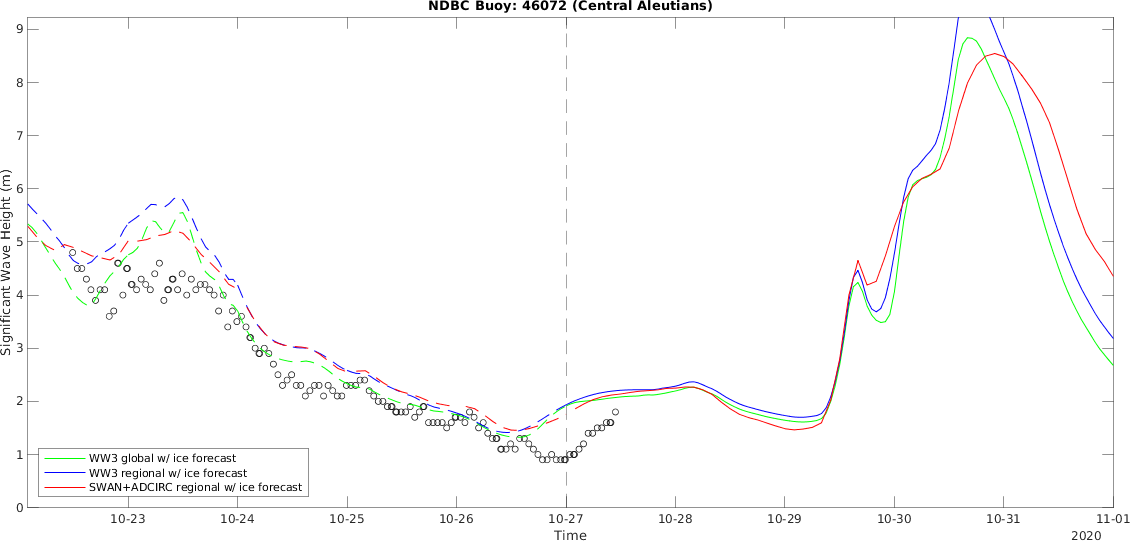 NDBC Buoy: 46072 (Central Aleutians)
Significant Wave Height (m)
9
8
7
6
5
4
3
2
1
0
WW3 global w/ ice forecast
WW3 regional w/ ice forecast
SWAN+ADCIRC regional w/ ice forecast
10-23 10-24 10-25 10-26 10-27 10-28 10-29 10-30 10-31 11-01
Time
2020